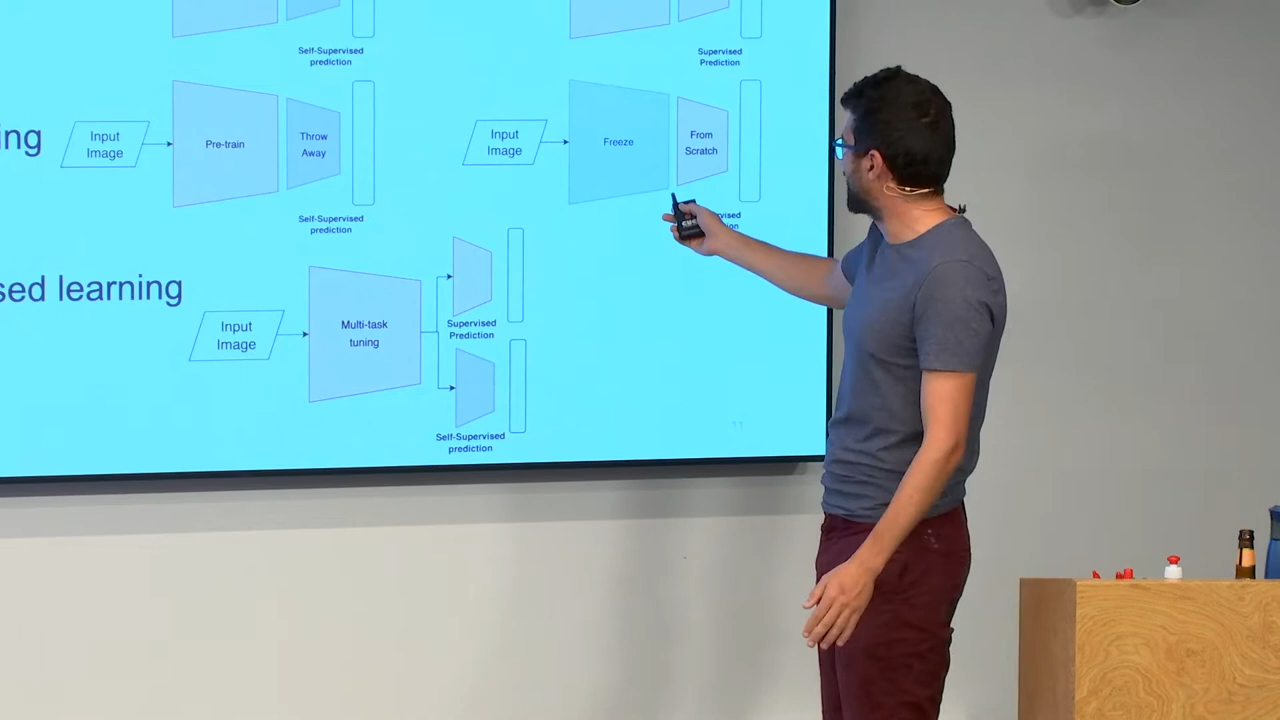 Self-Supervised
prediction
Supervised
Prediction
ing
Input
Image
Pre-train
Throw
Away
Self-Supervised
prediction
Input
Image
Freeze
From
Scratch
sed learning
Input
Image
Multi-task
tuning
Supervised
Prediction
Self-Supervised
prediction
11